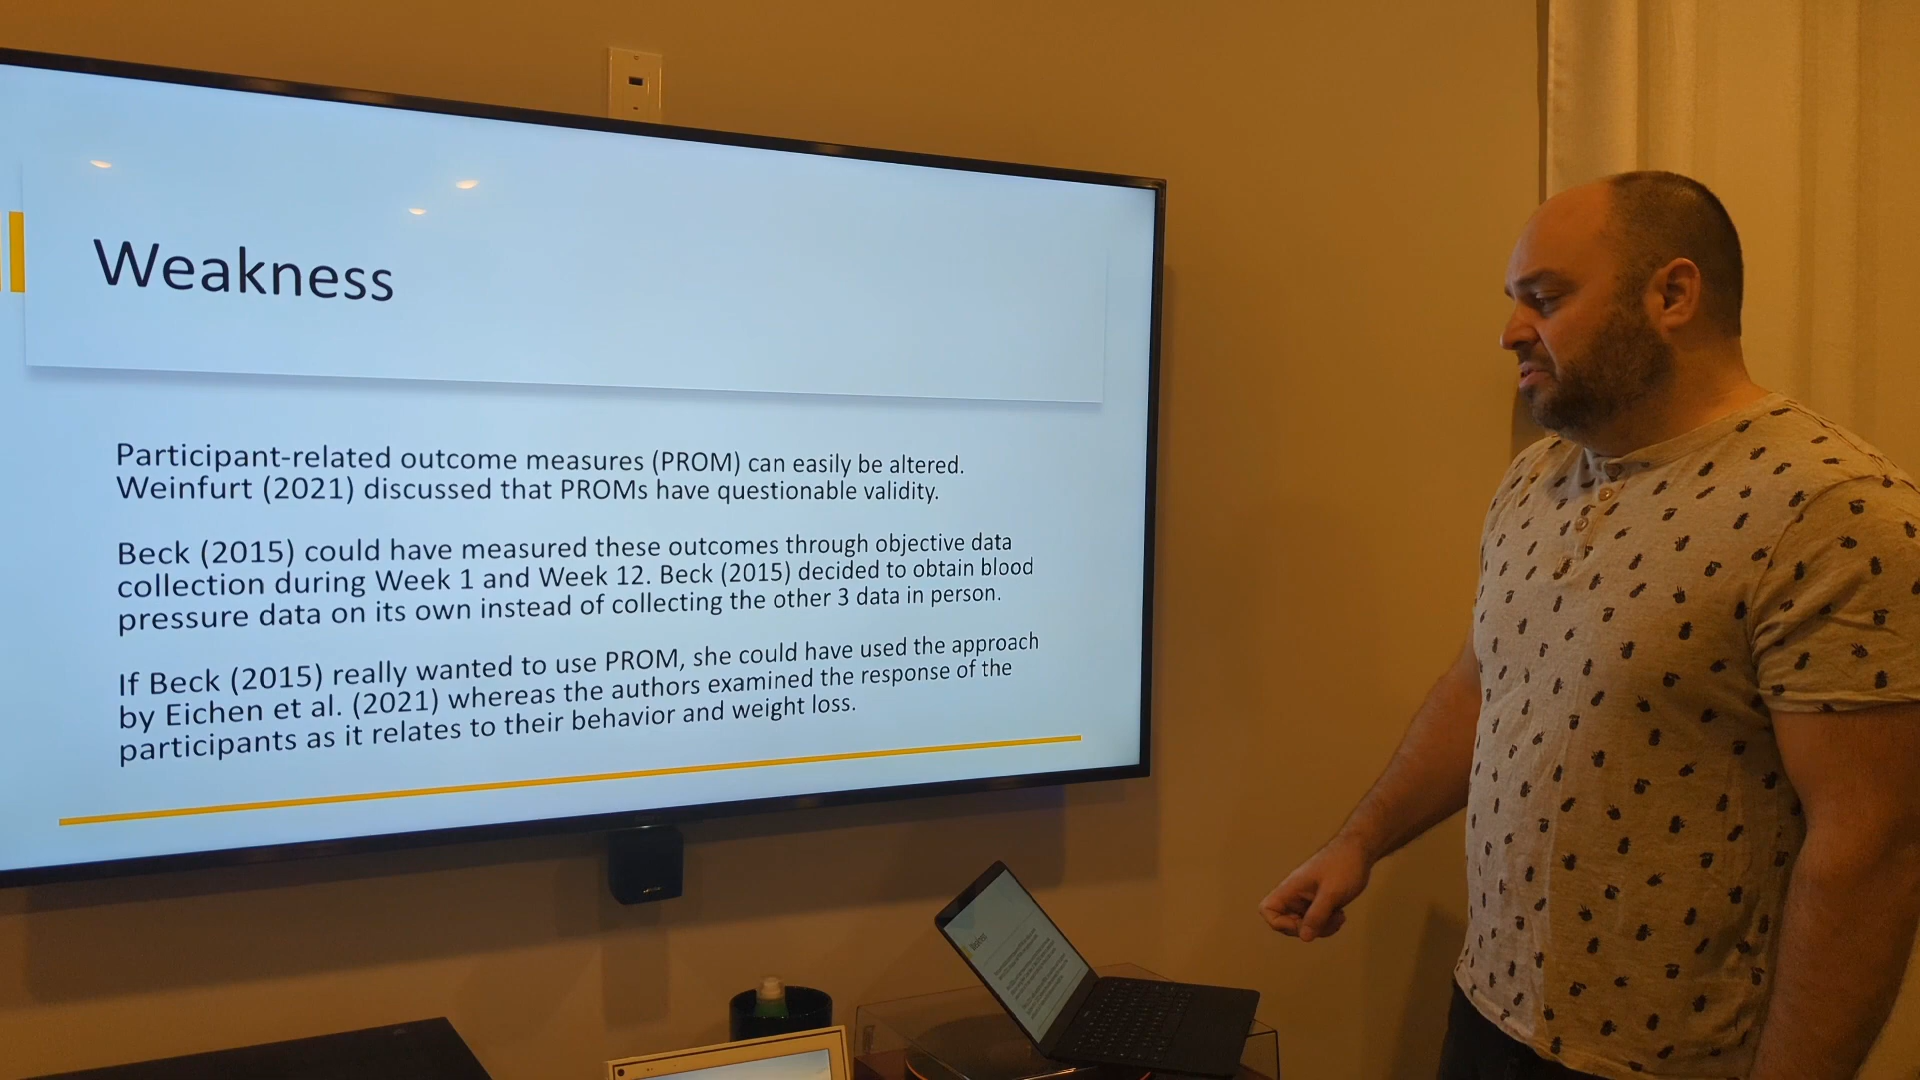 Weakness
Participant-related outcome measures (PROM) can easily be altered.
Weinfurt (2021) discussed that PROMs have questionable validity.
Beck (2015) could have measured these outcomes through objective data
collection during Week 1 and Week 12. Beck (2015) decided to obtain blood
pressure data on its own instead of collecting the other 3 data in person.
If Beck (2015) really wanted to use PROM, she could have used the approach
by Eichen et al. (2021) whereas the authors examined the response of the
participants as it relates to their behavior and weight loss.